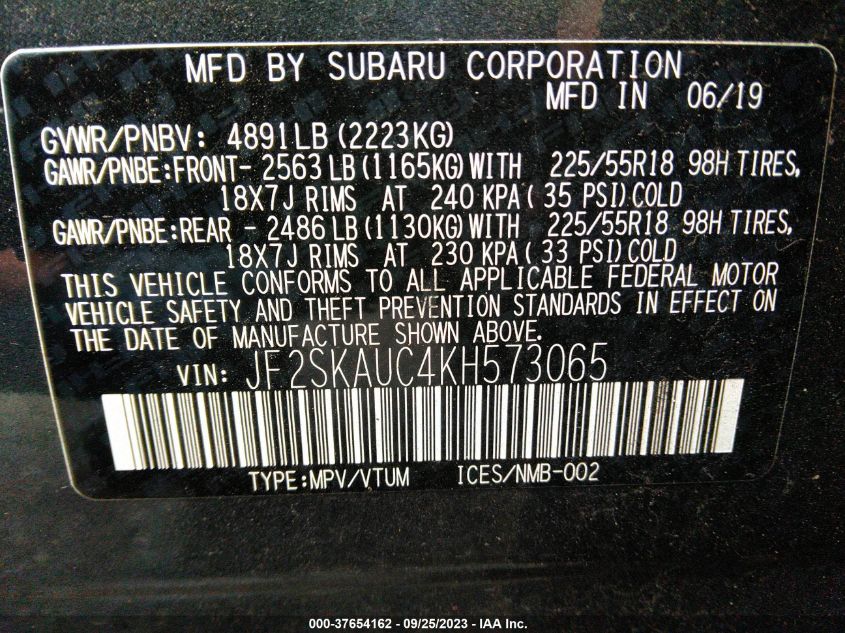 MFD BY SUBARU CORPORATION
MFD IN 06/19
GVWR/PNBV: 4891LB (2223KG)
GAWR/PNBE:FRONT- 2563 LB (1165KG) WITH 225/55R18 98H TIRES,
18X7J RIMS AT 240 KPA ( 35 PSI) COLD
GAWR/PNBE:REAR - 2486 LB (1130KG) WITH 225/55R18 98H TIRES,
18X7J RIMS AT 230 KPA ( 33 PSI) COLD
THIS VEHICLE CONFORMS TO ALL APPLICABLE FEDERAL MOTOR
VEHICLE SAFETY AND THEFT PREVENTION STANDARDS IN EFFECT ON
THE DATE OF MANUFACTURE SHOWN ABOVE.
VIN: JF2SKAUC4KH573065
TYPE:MPV/VTUM ICES/NMB-002
000-37654162 - 09/25/2023 - IAA Inc.